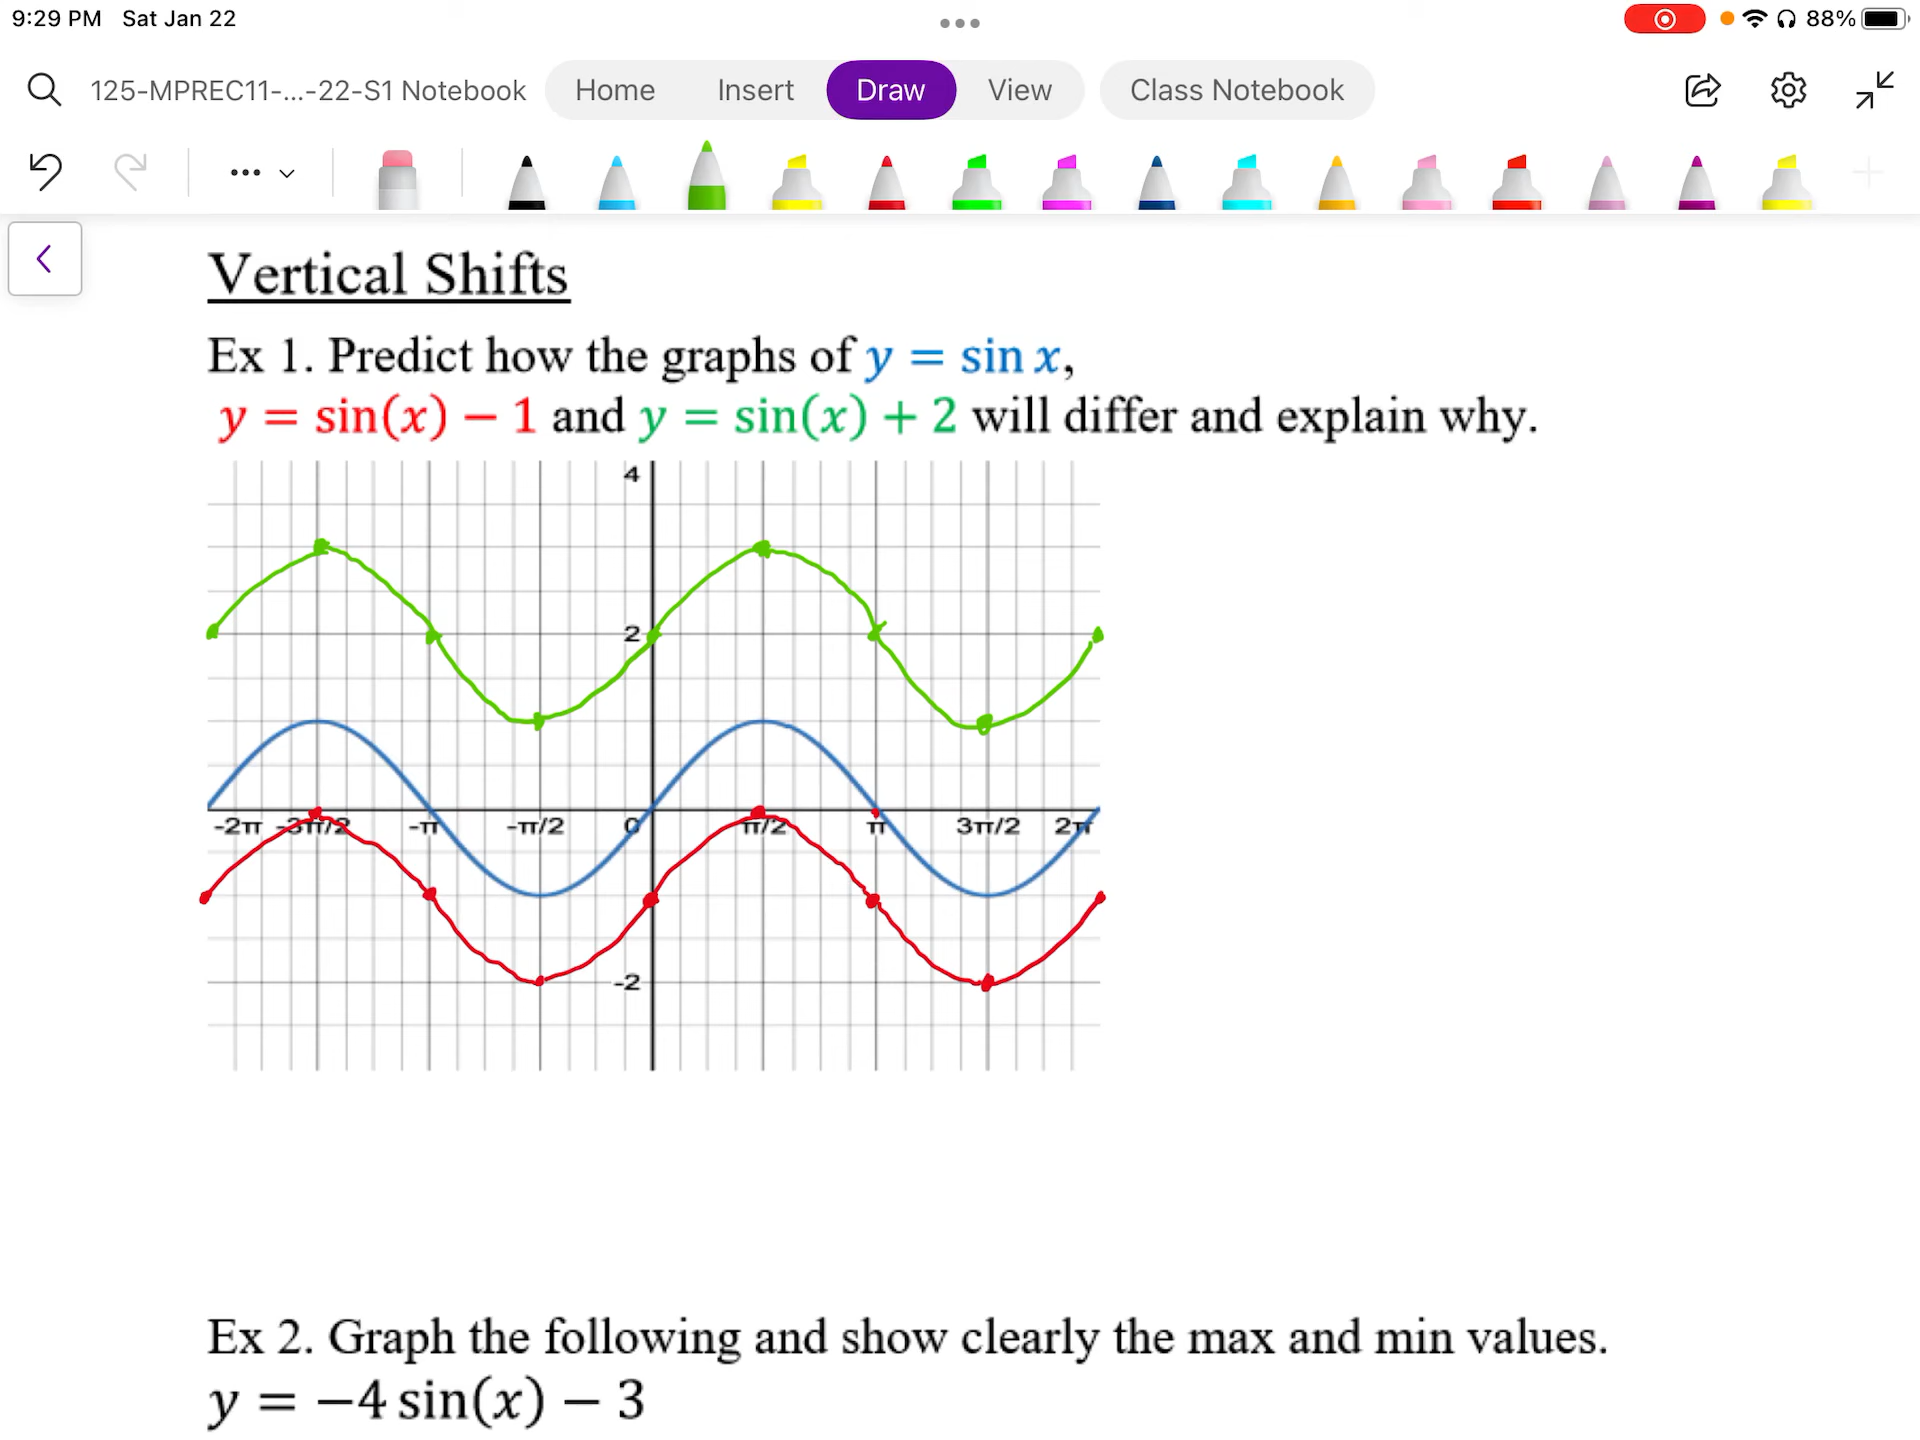 9:29 PM Sat Jan 22
88%
125-MPREC11-...-22-S1 Notebook Home Insert Draw View Class Notebook
Vertical Shifts
Ex 1. Predict how the graphs of y = sin x,
y = sin(x) − 1 and y = sin(x) + 2 will differ and explain why.
4
2
-2π -3π/2 -π -π/2 0 π/2 π 3π/2 2π
-2
Ex 2. Graph the following and show clearly the max and min values.
y = −4 sin(x) − 3